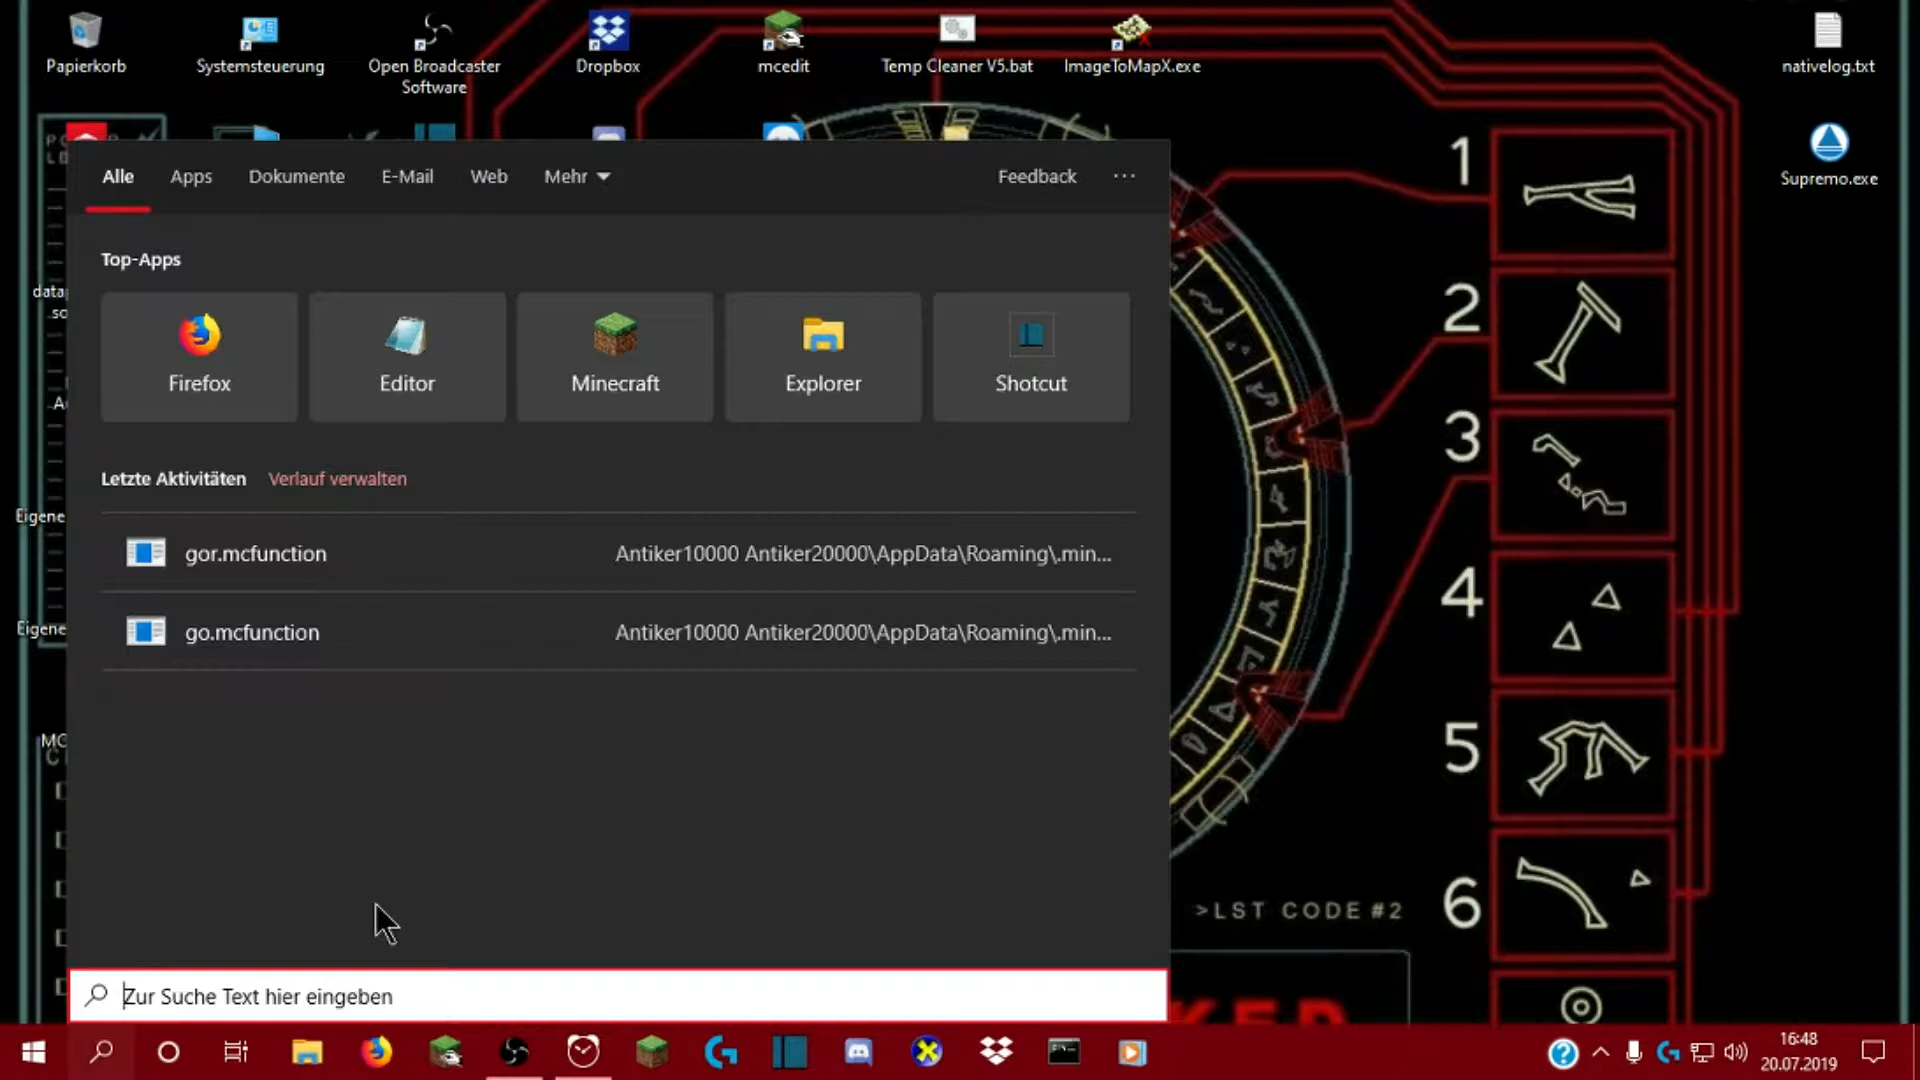 Papierkorb
Systemsteuerung
Open Broadcaster
Software
Dropbox
mcedit
Temp Cleaner V5.bat
ImageToMapX.exe
nativelog.txt
Supremo.exe
Alle
Apps
Dokumente
E-Mail
Web
Mehr
Feedback
Top-Apps
Firefox
Editor
Minecraft
Explorer
Shotcut
Letzte Aktivitäten
Verlauf verwalten
gor.mcfunction
Antiker10000 Antiker20000\AppData\Roaming\.min...
go.mcfunction
Antiker10000 Antiker20000\AppData\Roaming\.min...
Eigene
Eigene
1
2
3
4
5
6
>LST CODE #2
Zur Suche Text hier eingeben
16:48
20.07.2019